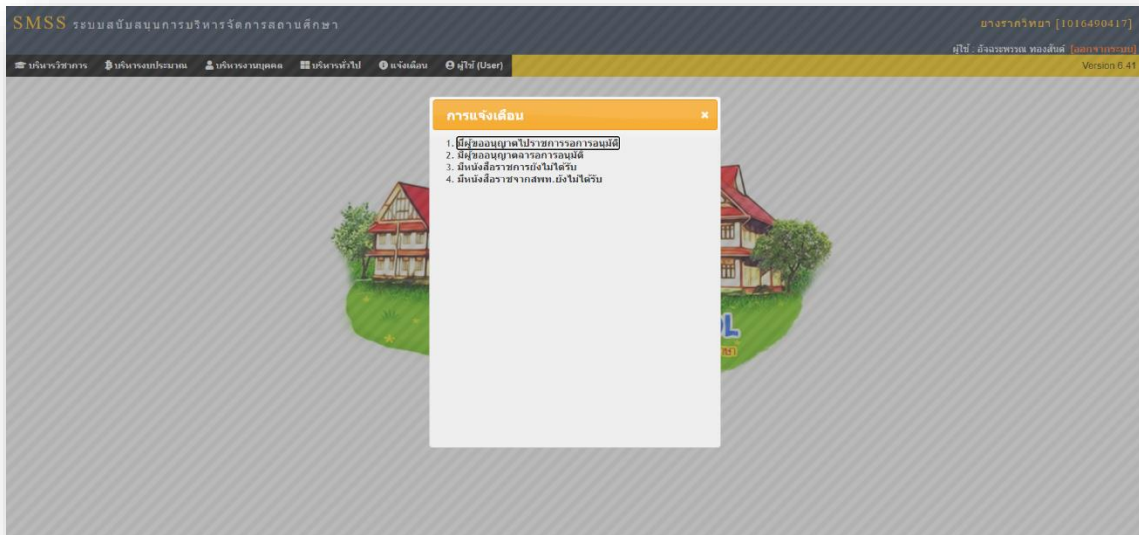 SMSS ระบบสนับสนุนการบริหารจัดการสถานศึกษา
ยางรากวิทยา [1016490417]
ผู้ใช้ : อัจฉระพรรณ ทองสันต์ [ออกจากระบบ]
บริหารวิชาการ บริหารงบประมาณ บริหารงานบุคคล บริหารทั่วไป แจ้งเตือน ผู้ใช้ (User)
Version 6.41
การแจ้งเตือน
1. มีผู้ขออนุญาตไปราชการรอการอนุมัติ
2. มีผู้ขออนุญาตลารอการอนุมัติ
3. มีหนังสือราชการยังไม่ได้รับ
4. มีหนังสือราชจากสพท.ยังไม่ได้รับ